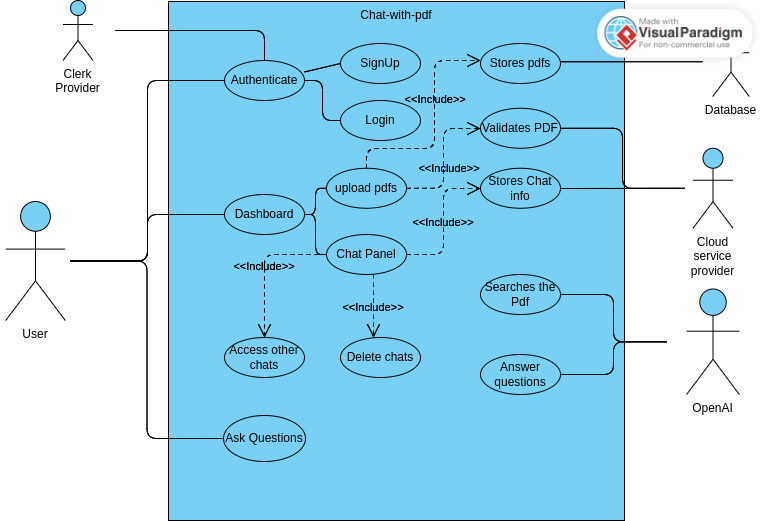 Chat-with-pdf
Made with
VisualParadigm
For non-commercial use
Clerk
Provider
Authenticate
SignUp
Login
Stores pdfs
Database
<<Include>>
Validates PDF
<<Include>>
upload pdfs
Stores Chat
info
Dashboard
<<Include>>
Chat Panel
Cloud
service
provider
<<Include>>
User
Searches the
Pdf
<<Include>>
Access other
chats
Delete chats
Answer
questions
OpenAI
Ask Questions